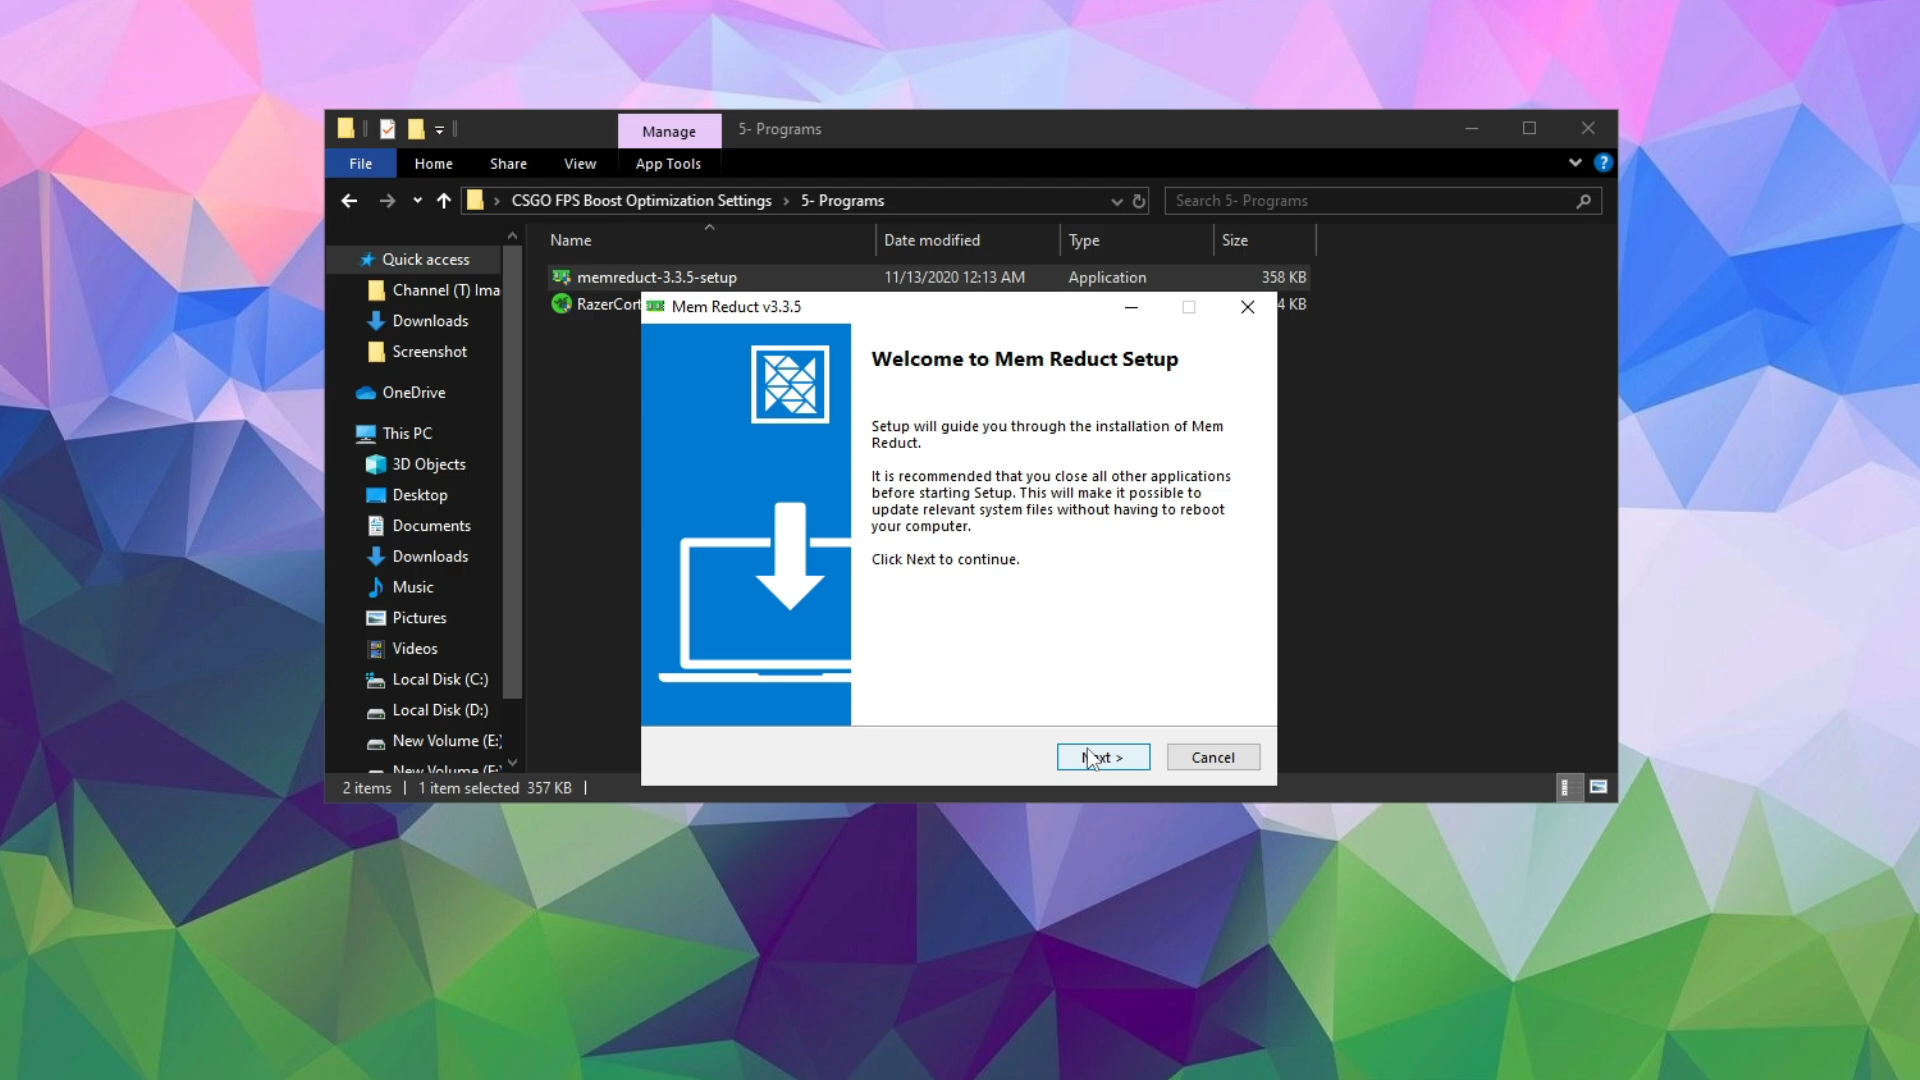 Manage
5- Programs
File
Home
Share
View
App Tools
CSGO FPS Boost Optimization Settings > 5- Programs
Search 5- Programs
Name
Date modified
Type
Size
Quick access
Channel (T) Ima
Downloads
Screenshot
OneDrive
This PC
3D Objects
Desktop
Documents
Downloads
Music
Pictures
Videos
Local Disk (C:)
Local Disk (D:)
New Volume (E:)
New Volume (F:)
memreduct-3.3.5-setup 11/13/2020 12:13 AM Application 358 KB
RazerCort
4 KB
Mem Reduct v3.3.5
Welcome to Mem Reduct Setup
Setup will guide you through the installation of Mem
Reduct.
It is recommended that you close all other applications
before starting Setup. This will make it possible to
update relevant system files without having to reboot
your computer.
Click Next to continue.
Next >
Cancel
2 items
1 item selected 357 KB